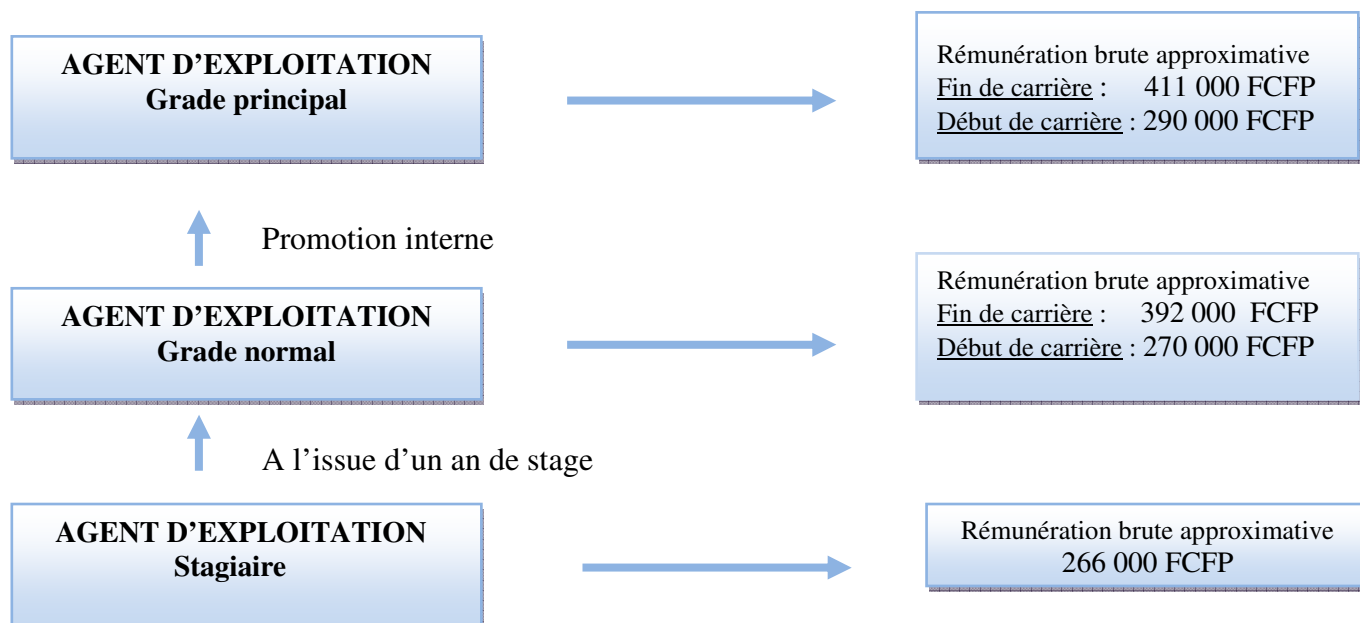 AGENT D’EXPLOITATION
Grade principal
Rémunération brute approximative
Fin de carrière : 411 000 FCFP
Début de carrière : 290 000 FCFP
Promotion interne
AGENT D’EXPLOITATION
Grade normal
Rémunération brute approximative
Fin de carrière : 392 000 FCFP
Début de carrière : 270 000 FCFP
A l’issue d’un an de stage
AGENT D’EXPLOITATION
Stagiaire
Rémunération brute approximative
266 000 FCFP